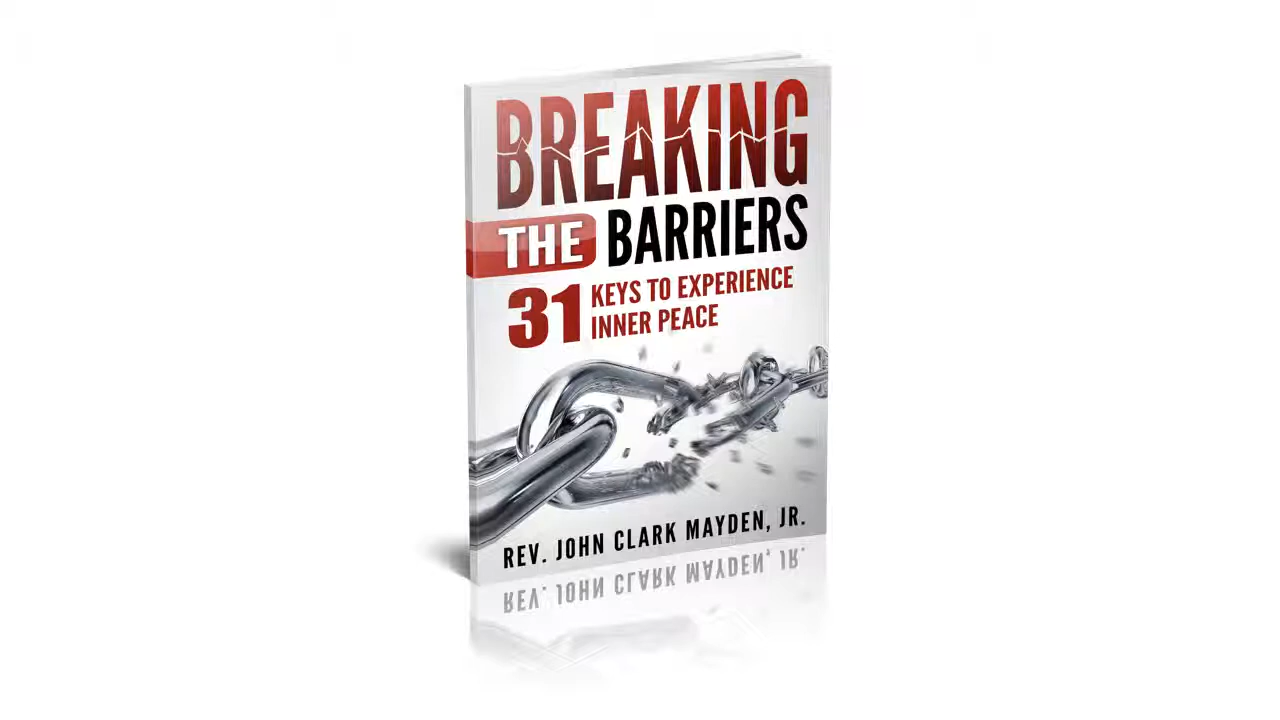 BREAKING
THE BARRIERS
31 KEYS TO EXPERIENCE
INNER PEACE
REV. JOHN CLARK MAYDEN, JR.